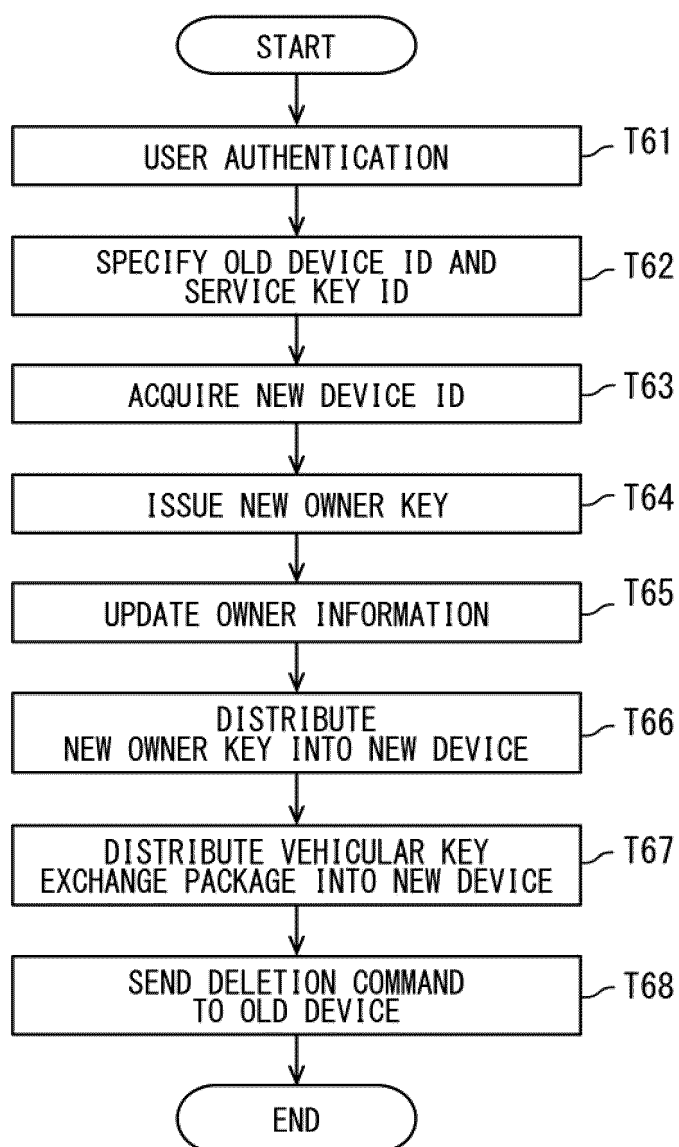 START
USER AUTHENTICATION
T61
SPECIFY OLD DEVICE ID AND
SERVICE KEY ID
T62
ACQUIRE NEW DEVICE ID
T63
ISSUE NEW OWNER KEY
T64
UPDATE OWNER INFORMATION
T65
DISTRIBUTE
NEW OWNER KEY INTO NEW DEVICE
T66
DISTRIBUTE VEHICULAR KEY
EXCHANGE PACKAGE INTO NEW DEVICE
T67
SEND DELETION COMMAND
TO OLD DEVICE
T68
END